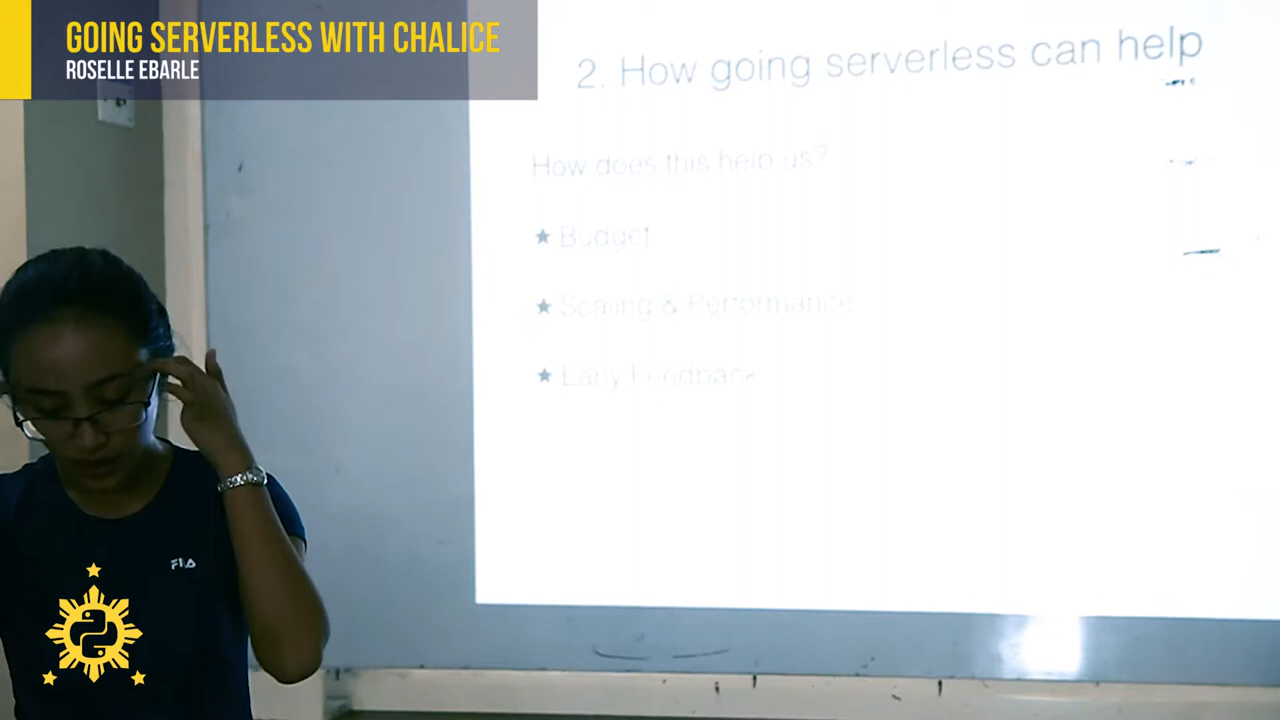 GOING SERVERLESS WITH CHALICE
ROSELLE EBARLE
2. How going serverless can help
How does this help us?
★ Budget
★ Scaling & Performance
★ Early Feedback
FILA